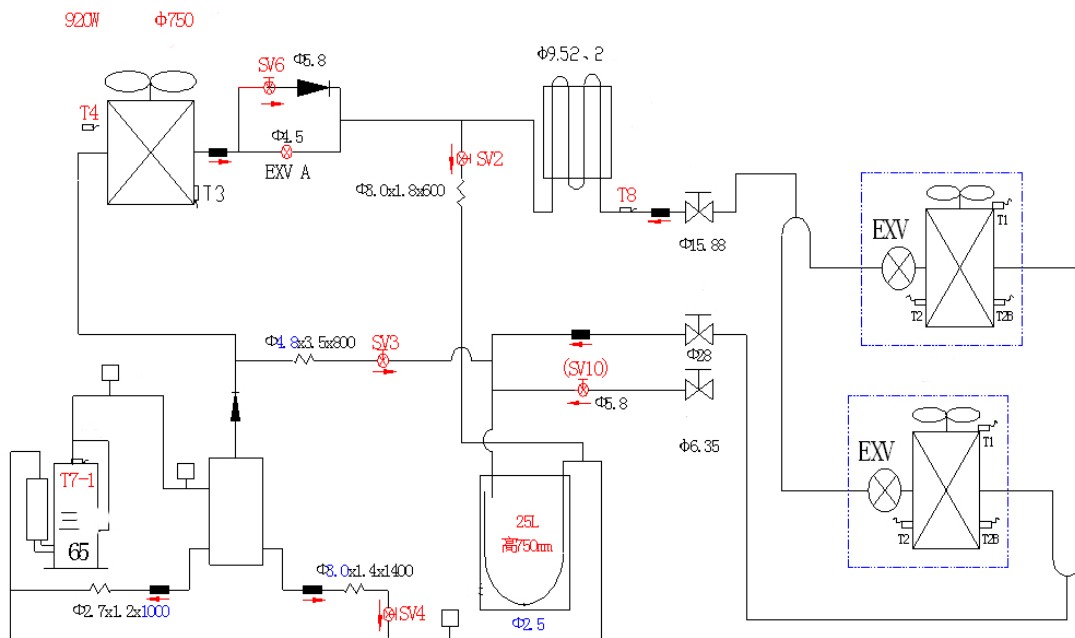 920W Φ750
SV6
Φ5.8
Φ9.52、2
T4
Φ4.5
EXV A
SV2
T3
Φ8.0x1.8x600
T8
Φ15.88
EXV
T1
T2
T2B
Φ4.8x3.5x800
SV3
Φ28
(SV10)
Φ5.8
Φ6.35
EXV
T1
T2
T2B
T7-1
三
65
25L
高750mm
Φ8.0x1.4x1400
Φ2.7x1.2x1000
SV4
Φ2.5